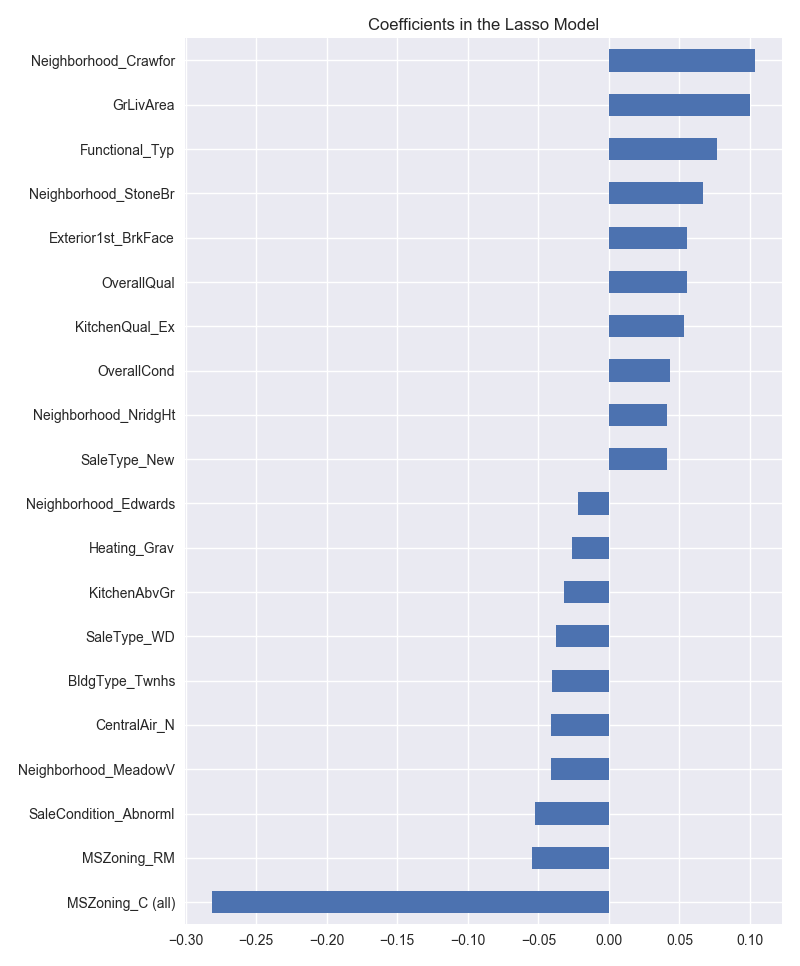 Coefficients in the Lasso Model
Neighborhood_Crawfor
GrLivArea
Functional_Typ
Neighborhood_StoneBr
Exterior1st_BrkFace
OverallQual
KitchenQual_Ex
OverallCond
Neighborhood_NridgHt
SaleType_New
Neighborhood_Edwards
Heating_Grav
KitchenAbvGr
SaleType_WD
BldgType_Twnhs
CentralAir_N
Neighborhood_MeadowV
SaleCondition_Abnorml
MSZoning_RM
MSZoning_C (all)
−0.30 −0.25 −0.20 −0.15 −0.10 −0.05 0.00 0.05 0.10